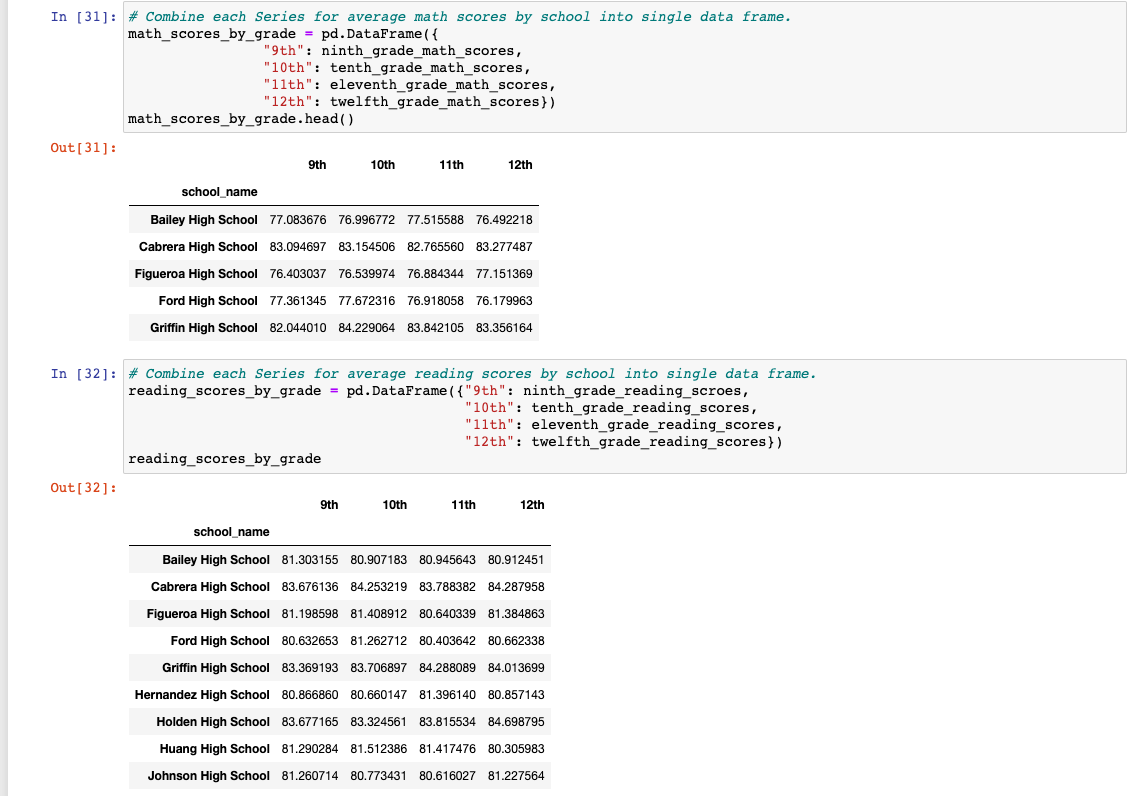 In [31]: # Combine each Series for average math scores by school into single data frame.
math_scores_by_grade = pd.DataFrame({
"9th": ninth_grade_math_scores,
"10th": tenth_grade_math_scores,
"11th": eleventh_grade_math_scores,
"12th": twelfth_grade_math_scores})
math_scores_by_grade.head()
Out[31]:
9th 10th 11th 12th
school_name
Bailey High School 77.083676 76.996772 77.515588 76.492218
Cabrera High School 83.094697 83.154506 82.765560 83.277487
Figueroa High School 76.403037 76.539974 76.884344 77.151369
Ford High School 77.361345 77.672316 76.918058 76.179963
Griffin High School 82.044010 84.229064 83.842105 83.356164
In [32]: # Combine each Series for average reading scores by school into single data frame.
reading_scores_by_grade = pd.DataFrame({"9th": ninth_grade_reading_scroes,
"10th": tenth_grade_reading_scores,
"11th": eleventh_grade_reading_scores,
"12th": twelfth_grade_reading_scores})
reading_scores_by_grade
Out[32]:
9th 10th 11th 12th
school_name
Bailey High School 81.303155 80.907183 80.945643 80.912451
Cabrera High School 83.676136 84.253219 83.788382 84.287958
Figueroa High School 81.198598 81.408912 80.640339 81.384863
Ford High School 80.632653 81.262712 80.403642 80.662338
Griffin High School 83.369193 83.706897 84.288089 84.013699
Hernandez High School 80.866860 80.660147 81.396140 80.857143
Holden High School 83.677165 83.324561 83.815534 84.698795
Huang High School 81.290284 81.512386 81.417476 80.305983
Johnson High School 81.260714 80.773431 80.616027 81.227564